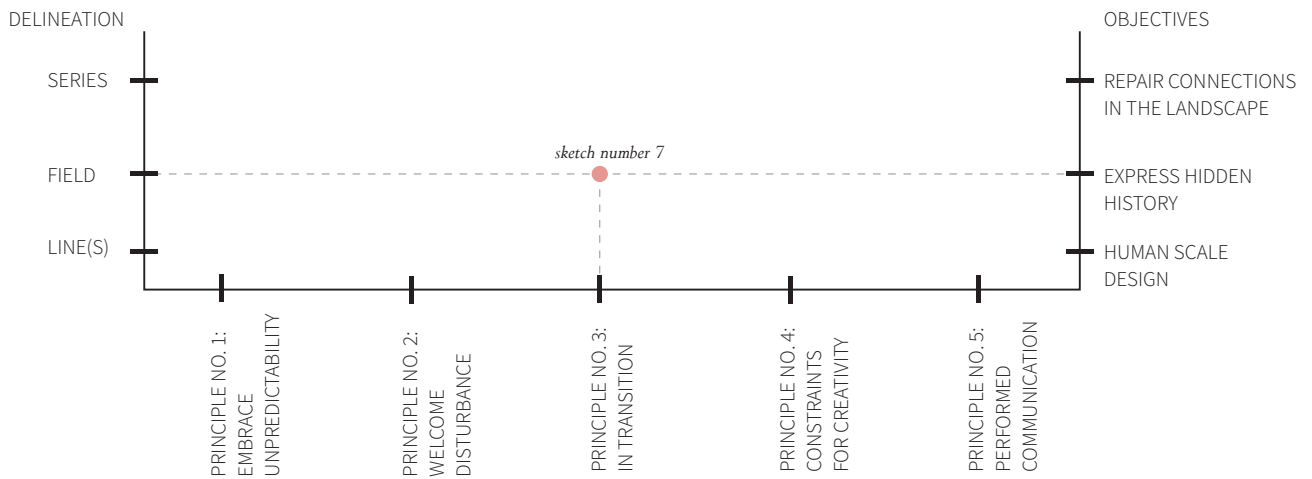 DELINEATION
OBJECTIVES
SERIES
REPAIR CONNECTIONS
IN THE LANDSCAPE
sketch number 7
FIELD
EXPRESS HIDDEN
HISTORY
LINE(S)
HUMAN SCALE
DESIGN
PRINCIPLE NO. 1:
EMBRACE
UNPREDICTABILITY
PRINCIPLE NO. 2:
WELCOME
DISTURBANCE
PRINCIPLE NO. 3:
IN TRANSITION
PRINCIPLE NO. 4:
CONSTRAINTS
FOR CREATIVITY
PRINCIPLE NO. 5:
PERFORMED
COMMUNICATION